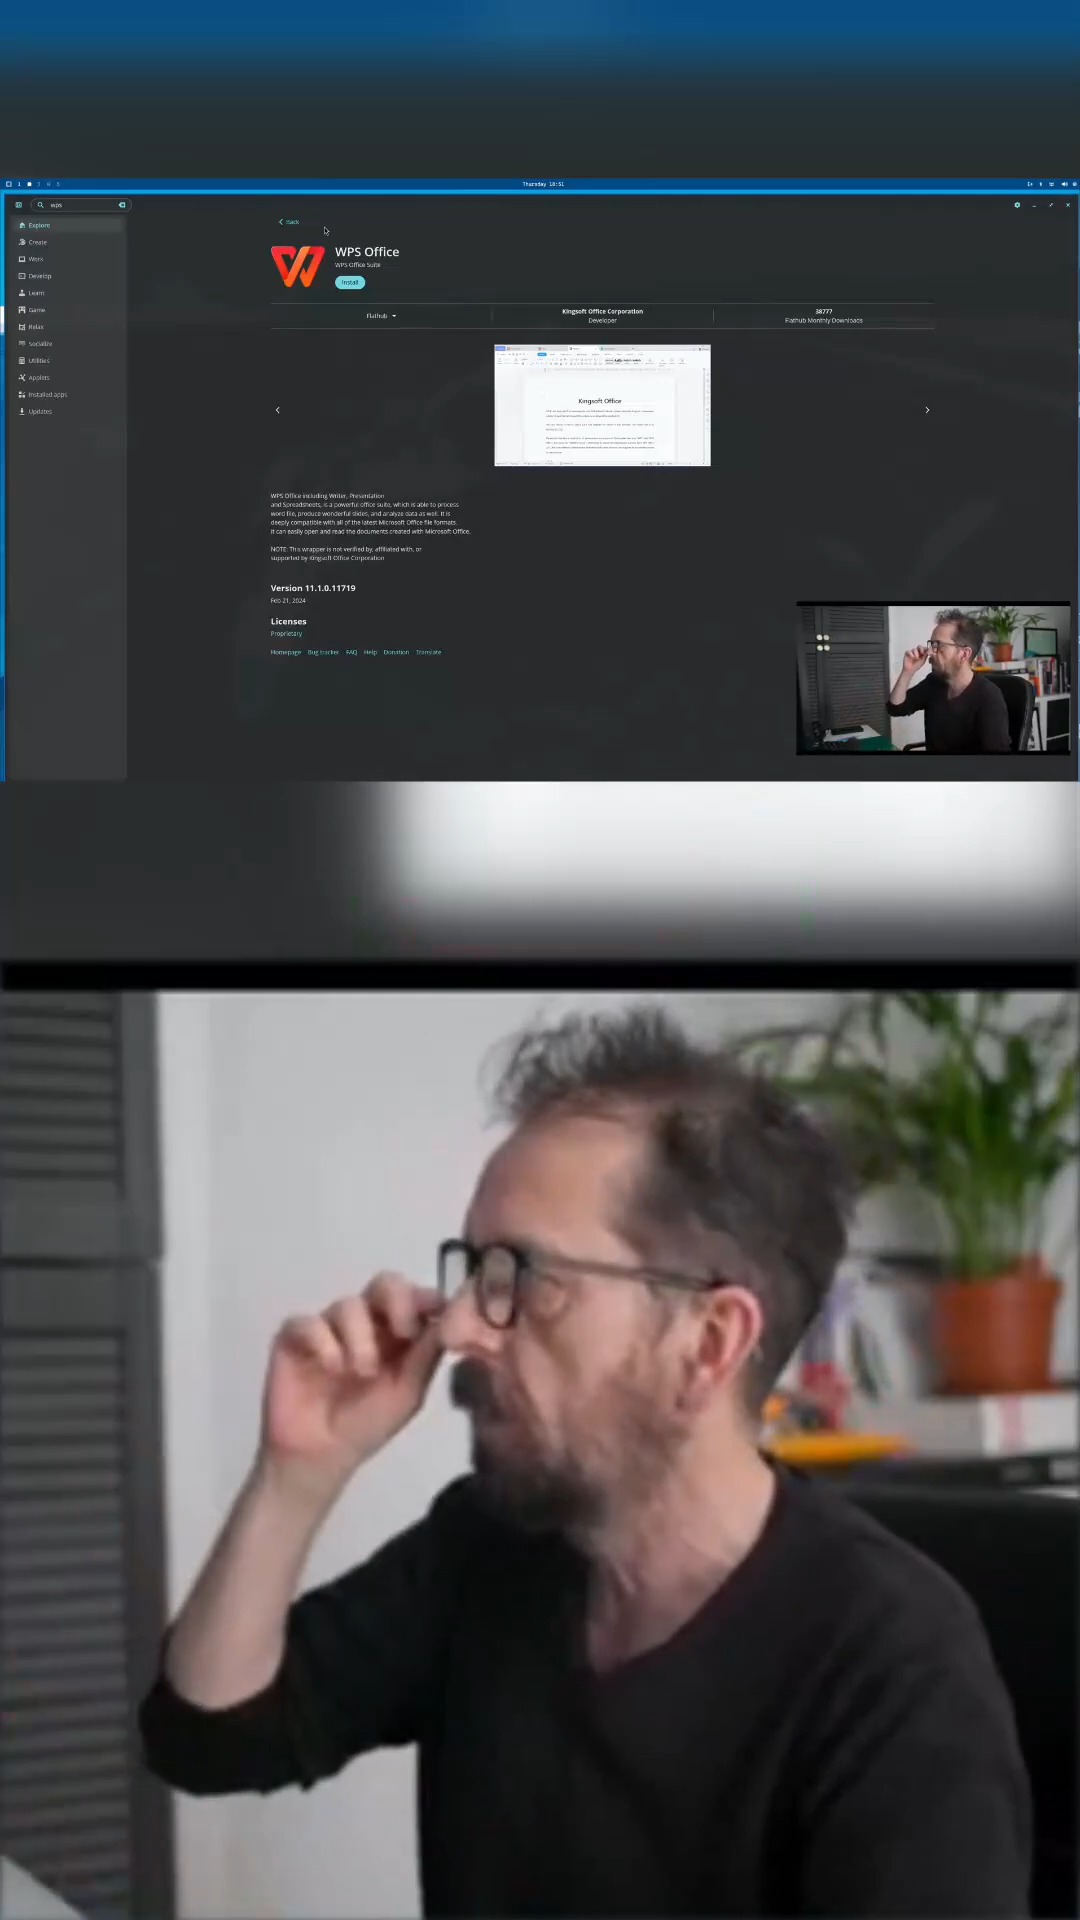 1
Thursday 18:51
wps
Explore
Create
Work
Develop
Learn
Game
Relax
Socialize
Utilities
Applets
Installed apps
Updates
Back
WPS Office
WPS Office Suite
Install
Flathub
Kingsoft Office Corporation
Developer
38777
Flathub Monthly Downloads
Kingsoft Office
WPS Office including Writer, Presentation
and Spreadsheets, is a powerful office suite, which is able to process
word file, produce wonderful slides, and analyze data as well. It is
deeply compatible with all of the latest Microsoft Office file formats.
It can easily open and read the documents created with Microsoft Office.
NOTE: This wrapper is not verified by, affiliated with, or
supported by Kingsoft Office Corporation
Version 11.1.0.11719
Feb 21, 2024
Licenses
Proprietary
Homepage Bug tracker FAQ Help Donation Translate